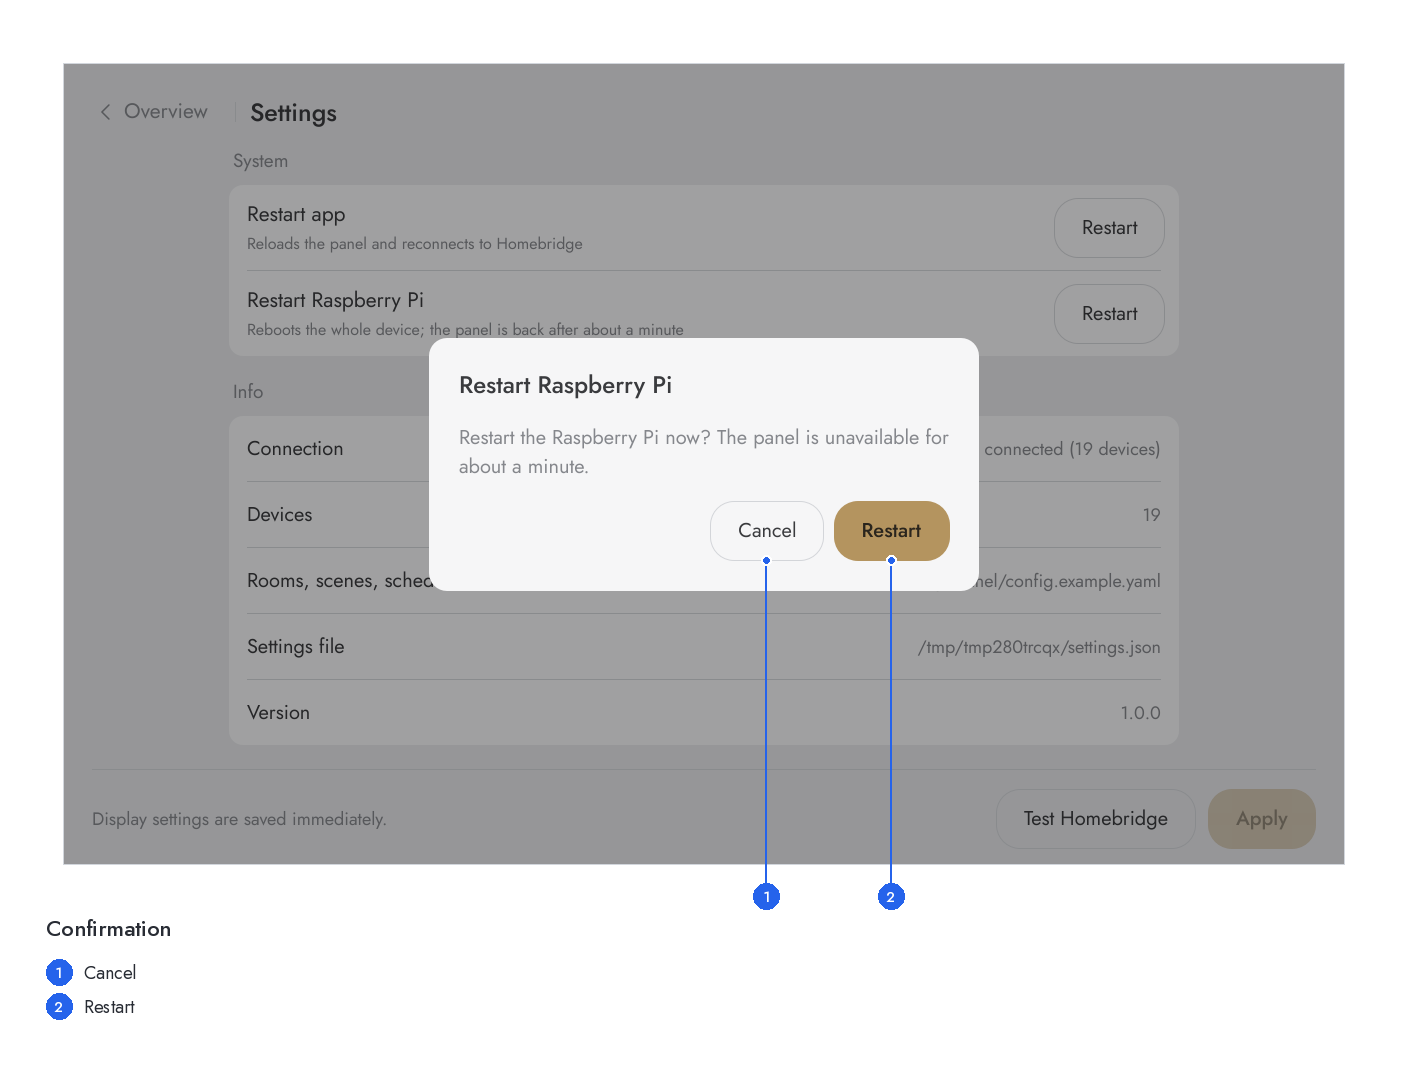 Overview
Settings
System
Restart app
Reloads the panel and reconnects to Homebridge
Restart
Restart Raspberry Pi
Reboots the whole device; the panel is back after about a minute
Restart
Restart Raspberry Pi
Restart the Raspberry Pi now? The panel is unavailable for
about a minute.
Cancel
Restart
Info
Connection
connected (19 devices)
Devices
19
Rooms, scenes,
/config.example.yaml
Settings file
/tmp/tmp280trcqx/settings.json
Version
1.0.0
Display settings are saved immediately.
Test Homebridge
Apply
1
2
Confirmation
1 Cancel
2 Restart